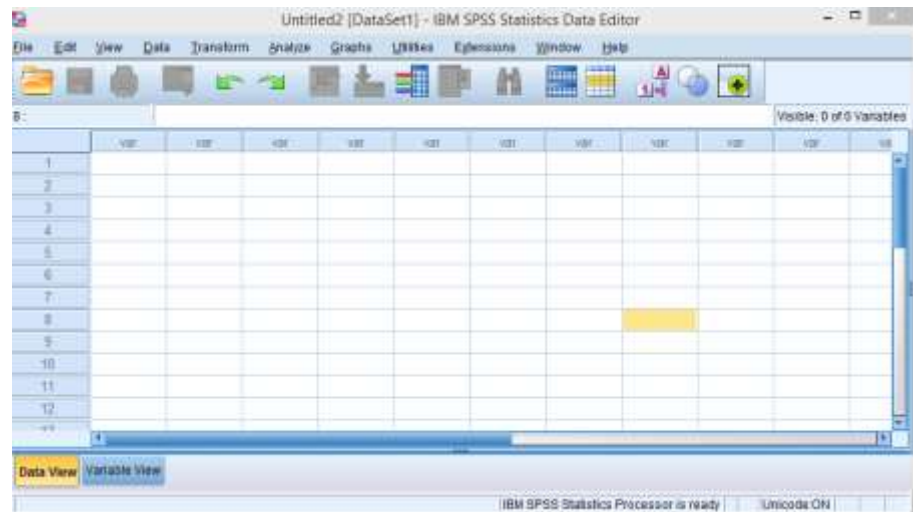 Untitled2 [DataSet1] - IBM SPSS Statistics Data Editor
File Edit View Data Transform Analyze Graphs Utilities Extensions Window Help
8 : Visible: 0 of 0 Variables
var var var var var var var var var var va
1
2
3
4
5
6
7
8
9
10
11
12
Data View Variable View
IBM SPSS Statistics Processor is ready Unicode:ON